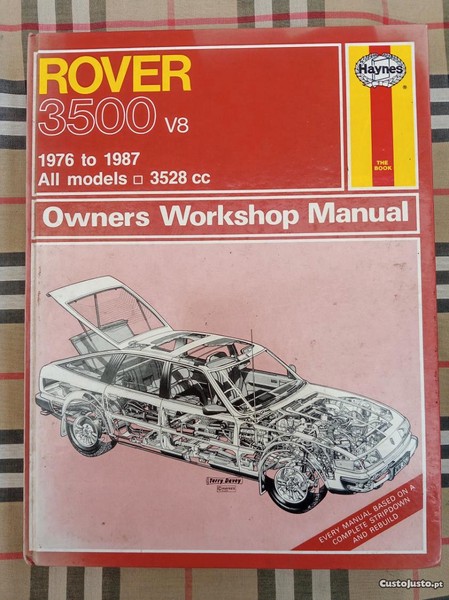 ROVER
3500 V8
Haynes
®
THE
BOOK
1976 to 1987
All models □ 3528 cc
Owners Workshop Manual
Terry Davey
EVERY MANUAL BASED ON A
COMPLETE STRIPDOWN
AND REBUILD
CustoJusto.pt